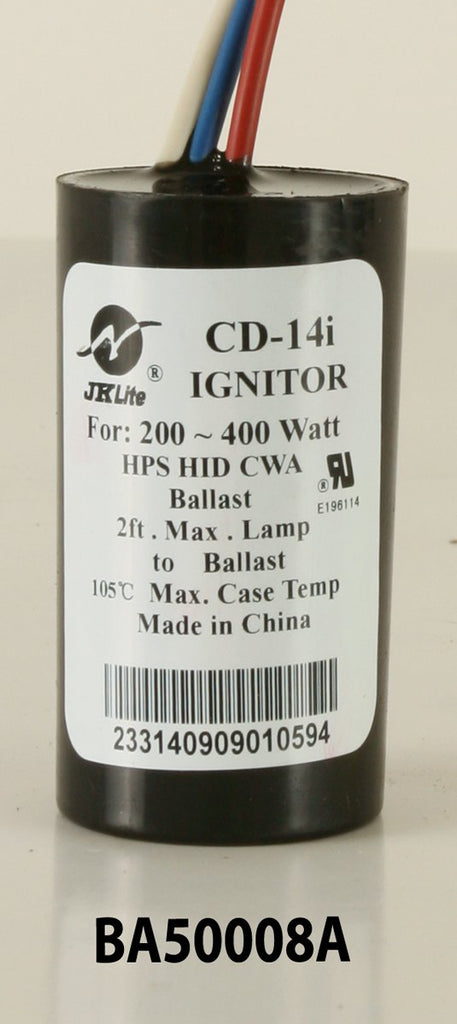 CD-14i
IGNITOR
®
JKLite
For: 200 ~ 400 Watt
HPS HID CWA
Ballast
® RU
E196114
2ft . Max . Lamp
to Ballast
105℃ Max. Case Temp
Made in China
233140909010594
BA50008A